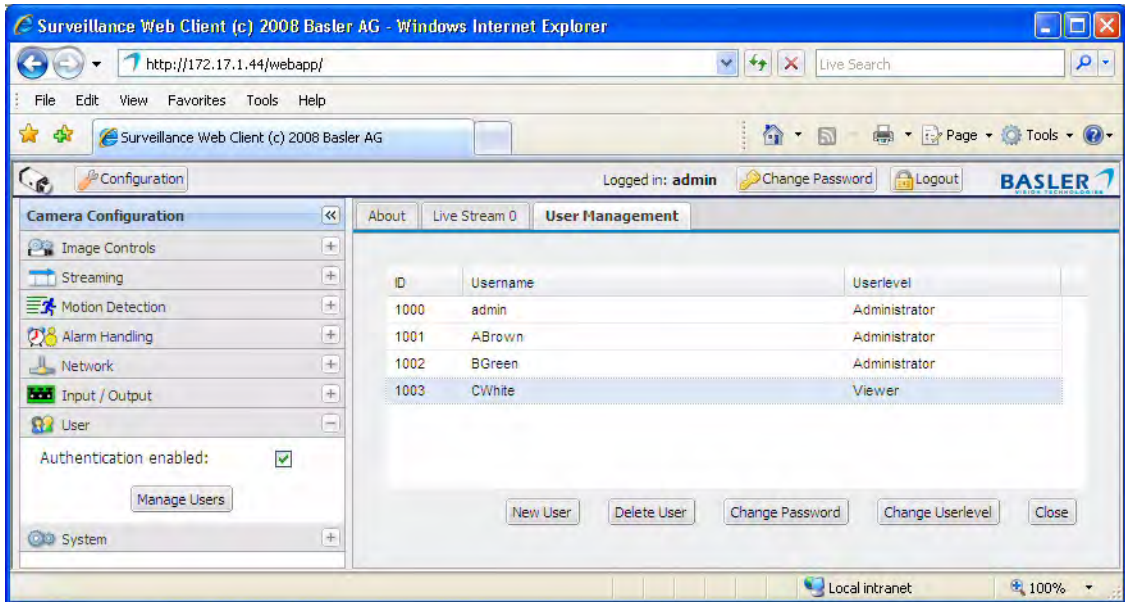 Surveillance Web Client (c) 2008 Basler AG - Windows Internet Explorer
http://172.17.1.44/webapp/
Live Search
File Edit View Favorites Tools Help
Surveillance Web Client (c) 2008 Basler AG
Page Tools
Configuration
Logged in: admin
Change Password
Logout
BASLER
VISION TECHNOLOGIES
Camera Configuration
About
Live Stream 0
User Management
Image Controls
Streaming
Motion Detection
Alarm Handling
Network
Input / Output
User
Authentication enabled:
Manage Users
System
ID Username Userlevel
1000 admin Administrator
1001 ABrown Administrator
1002 BGreen Administrator
1003 CWhite Viewer
New User
Delete User
Change Password
Change Userlevel
Close
Local intranet
100%